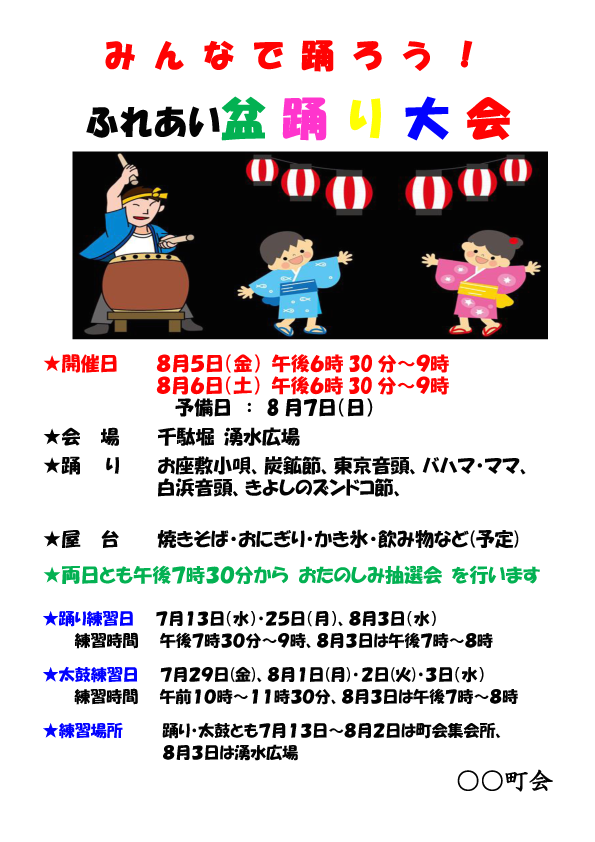 みんなで踊ろう！
ふれあい盆踊り大会
★開催日　8月5日（金）　午後6時30分～9時
8月6日（土）　午後6時30分～9時
予備日　：　8月7日（日）
★会　場　千駄堀　湧水広場
★踊　り　お座敷小唄、炭鉱節、東京音頭、バハマ・ママ、
白浜音頭、きよしのズンドコ節、
★屋　台　焼きそば・おにぎり・かき氷・飲み物など（予定）
★両日とも午後7時30分から　おたのしみ抽選会　を行います
★踊り練習日　7月13日（水）・25日（月）、8月3日（水）
練習時間　午後7時30分～9時、8月3日は午後7時～8時
★太鼓練習日　7月29日（金）、8月1日（月）・2日（火）・3日（水）
練習時間　午前10時～11時30分、8月3日は午後7時～8時
★練習場所　踊り・太鼓とも7月13日～8月2日は町会集会所、
8月3日は湧水広場
〇〇町会